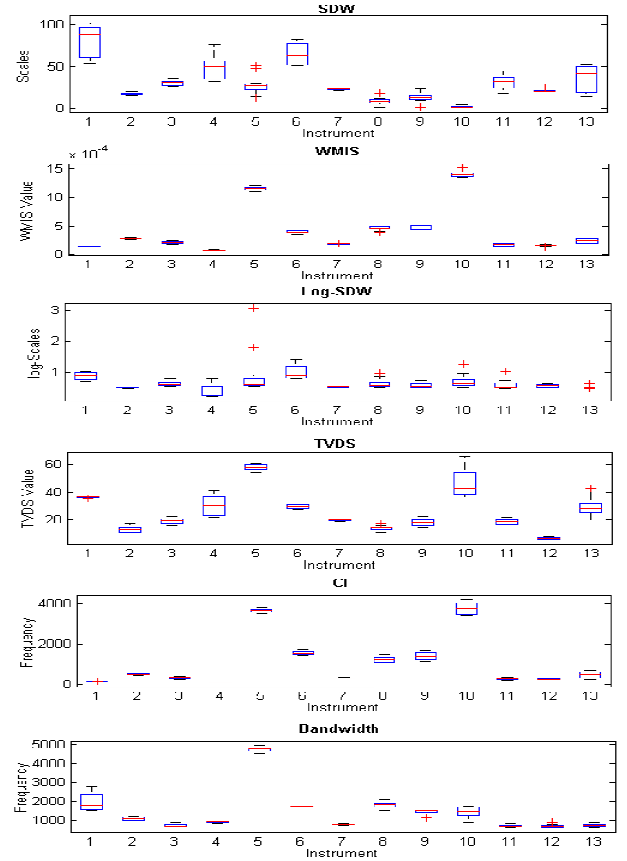 SDW
100
50
0
Scales
1 2 3 4 5 6 7 8 9 10 11 12 13
Instrument
WMIS
× 10⁻⁴
15
10
5
0
WMIS Value
1 2 3 4 5 6 7 8 9 10 11 12 13
Instrument
Log-SDW
3
2
1
log-Scales
1 2 3 4 5 6 7 8 9 10 11 12 13
Instrument
TVDS
60
40
20
TVDS Value
1 2 3 4 5 6 7 8 9 10 11 12 13
Instrument
CI
4000
2000
0
Frequency
1 2 3 4 5 6 7 8 9 10 11 12 13
Instrument
Bandwidth
5000
4000
3000
2000
1000
Frequency
1 2 3 4 5 6 7 8 9 10 11 12 13
Instrument